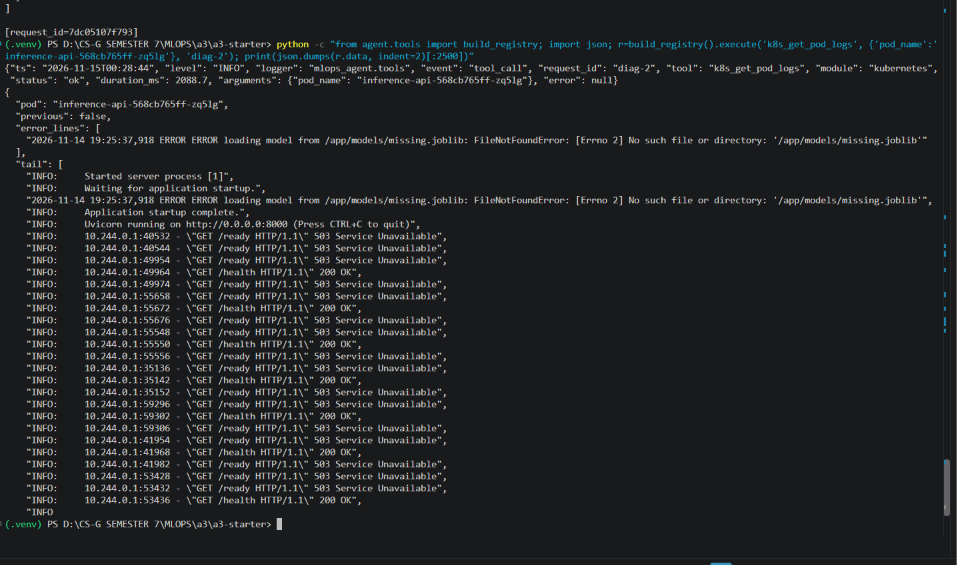 ]
[request_id=7dc05107f793]
(.venv) PS D:\CS-G SEMESTER 7\MLOPS\a3\a3-starter> python -c "from agent.tools import build_registry; import json; r=build_registry().execute('k8s_get_pod_logs', {'pod_name':'
inference-api-568cb765ff-zq5lg'}, 'diag-2'); print(json.dumps(r.data, indent=2)[:2500])"
{"ts": "2026-11-15T00:28:44", "level": "INFO", "logger": "mlops_agent.tools", "event": "tool_call", "request_id": "diag-2", "tool": "k8s_get_pod_logs", "module": "kubernetes",
"status": "ok", "duration_ms": 2088.7, "arguments": {"pod_name": "inference-api-568cb765ff-zq5lg"}, "error": null}
{
"pod": "inference-api-568cb765ff-zq5lg",
"previous": false,
"error_lines": [
"2026-11-14 19:25:37,918 ERROR ERROR loading model from /app/models/missing.joblib: FileNotFoundError: [Errno 2] No such file or directory: '/app/models/missing.joblib'"
],
"tail": [
"INFO:     Started server process [1]",
"INFO:     Waiting for application startup.",
"2026-11-14 19:25:37,918 ERROR ERROR loading model from /app/models/missing.joblib: FileNotFoundError: [Errno 2] No such file or directory: '/app/models/missing.joblib'",
"INFO:     Application startup complete.",
"INFO:     Uvicorn running on http://0.0.0.0:8000 (Press CTRL+C to quit)",
"INFO:     10.244.0.1:40532 - \"GET /ready HTTP/1.1\" 503 Service Unavailable",
"INFO:     10.244.0.1:40544 - \"GET /ready HTTP/1.1\" 503 Service Unavailable",
"INFO:     10.244.0.1:49954 - \"GET /ready HTTP/1.1\" 503 Service Unavailable",
"INFO:     10.244.0.1:49964 - \"GET /health HTTP/1.1\" 200 OK",
"INFO:     10.244.0.1:49974 - \"GET /ready HTTP/1.1\" 503 Service Unavailable",
"INFO:     10.244.0.1:55658 - \"GET /ready HTTP/1.1\" 503 Service Unavailable",
"INFO:     10.244.0.1:55672 - \"GET /health HTTP/1.1\" 200 OK",
"INFO:     10.244.0.1:55676 - \"GET /ready HTTP/1.1\" 503 Service Unavailable",
"INFO:     10.244.0.1:55548 - \"GET /ready HTTP/1.1\" 503 Service Unavailable",
"INFO:     10.244.0.1:55550 - \"GET /health HTTP/1.1\" 200 OK",
"INFO:     10.244.0.1:55556 - \"GET /ready HTTP/1.1\" 503 Service Unavailable",
"INFO:     10.244.0.1:35136 - \"GET /ready HTTP/1.1\" 503 Service Unavailable",
"INFO:     10.244.0.1:35142 - \"GET /health HTTP/1.1\" 200 OK",
"INFO:     10.244.0.1:35152 - \"GET /ready HTTP/1.1\" 503 Service Unavailable",
"INFO:     10.244.0.1:59296 - \"GET /ready HTTP/1.1\" 503 Service Unavailable",
"INFO:     10.244.0.1:59302 - \"GET /health HTTP/1.1\" 200 OK",
"INFO:     10.244.0.1:59306 - \"GET /ready HTTP/1.1\" 503 Service Unavailable",
"INFO:     10.244.0.1:41954 - \"GET /ready HTTP/1.1\" 503 Service Unavailable",
"INFO:     10.244.0.1:41968 - \"GET /health HTTP/1.1\" 200 OK",
"INFO:     10.244.0.1:41982 - \"GET /ready HTTP/1.1\" 503 Service Unavailable",
"INFO:     10.244.0.1:53428 - \"GET /ready HTTP/1.1\" 503 Service Unavailable",
"INFO:     10.244.0.1:53432 - \"GET /ready HTTP/1.1\" 503 Service Unavailable",
"INFO:     10.244.0.1:53436 - \"GET /health HTTP/1.1\" 200 OK",
"INFO
(.venv) PS D:\CS-G SEMESTER 7\MLOPS\a3\a3-starter>